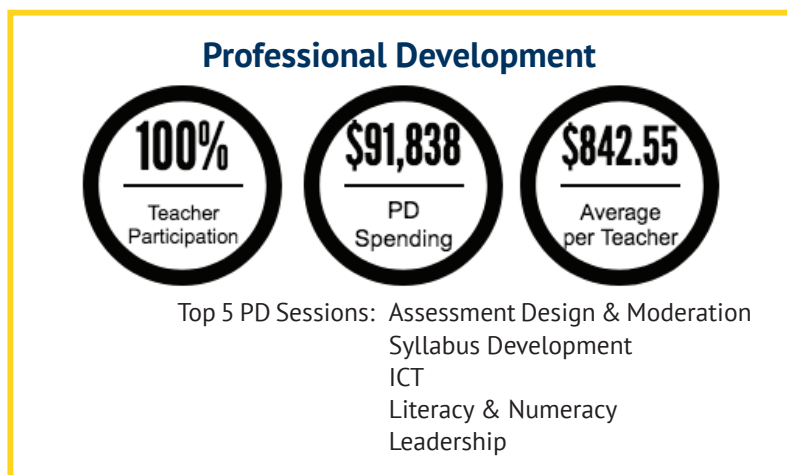 Professional Development
100%
Teacher
Participation
$91,838
PD
Spending
$842.55
Average
per Teacher
Top 5 PD Sessions: Assessment Design & Moderation
Syllabus Development
ICT
Literacy & Numeracy
Leadership